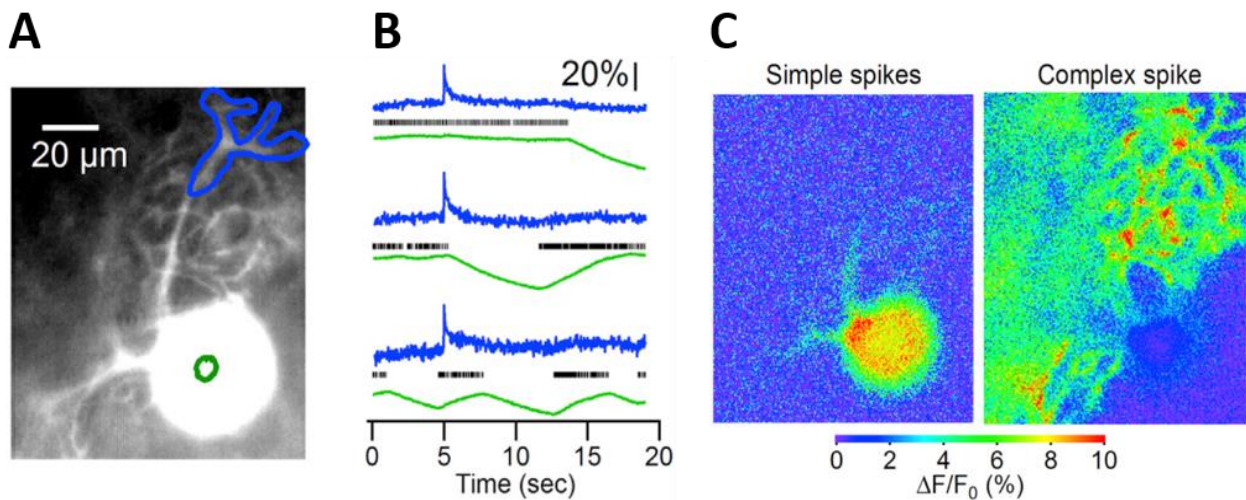 A
B
C
20 µm
20%
0 5 10 15 20
Time (sec)
Simple spikes
Complex spike
0 2 4 6 8 10
ΔF/F0 (%)